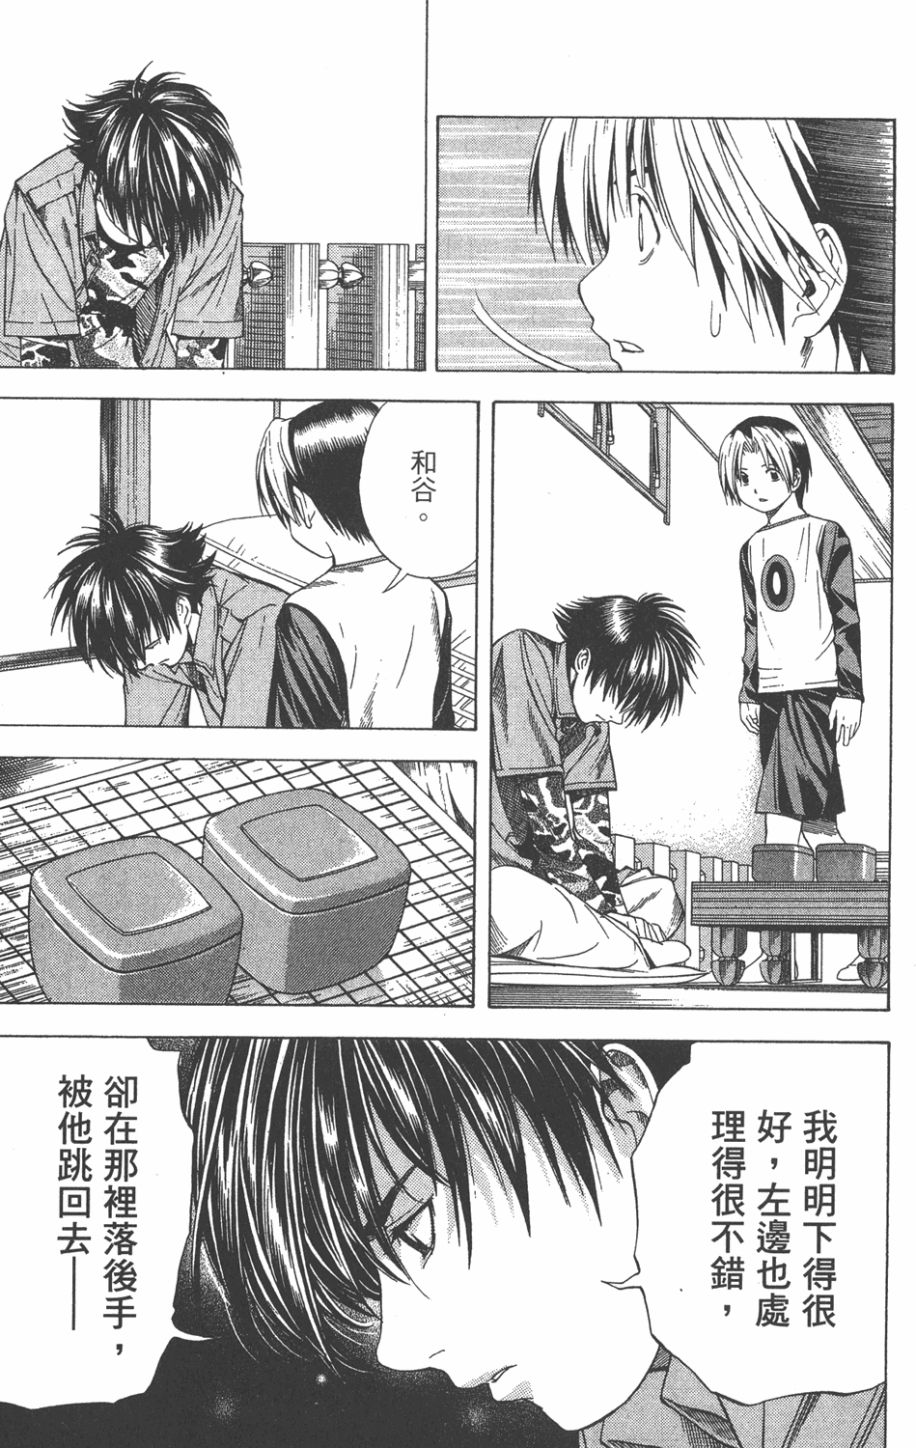 和谷。
我明明下得很
好，左邊也處
理得很不錯，
卻在那裡落後手，
被他跳回去——